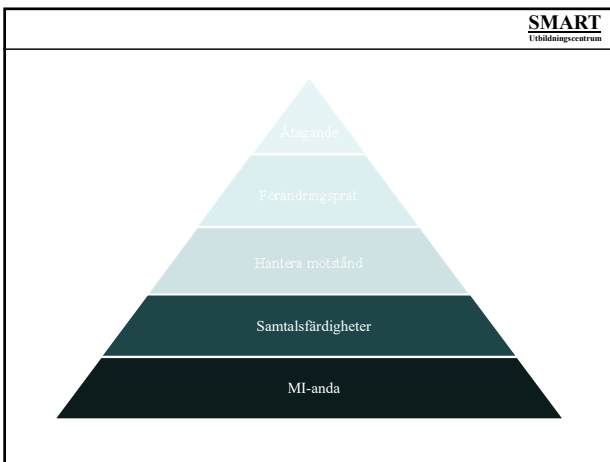 SMART
Utbildningscentrum
Åtagande
Förändringsprat
Hantera motstånd
Samtalsfärdigheter
MI-anda